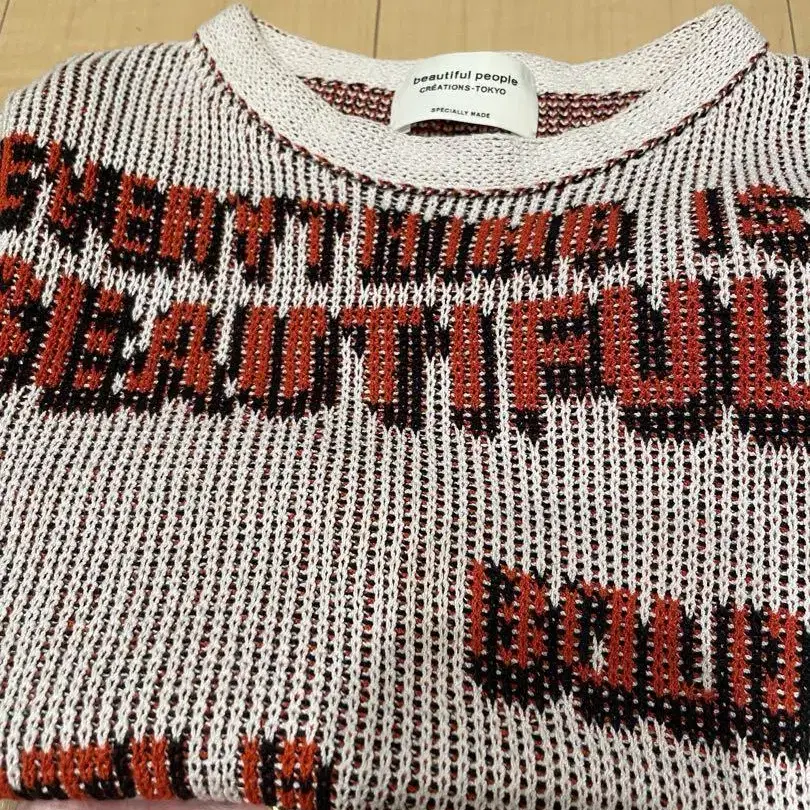 beautiful people
CRÉATIONS-TOKYO
SPECIALLY MADE
EVERYTHING IS
BEAUTIFUL